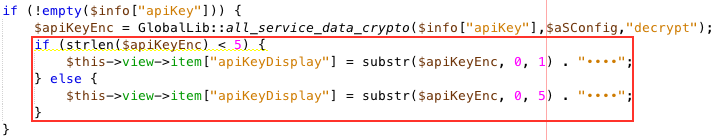 if (!empty($info["apiKey"])) {
    $apiKeyEnc = GlobalLib::all_service_data_crypto($info["apiKey"],$aSConfig,"decrypt");
    if (strlen($apiKeyEnc) < 5) {
        $this->view->item["apiKeyDisplay"] = substr($apiKeyEnc, 0, 1) . "••••";
    } else {
        $this->view->item["apiKeyDisplay"] = substr($apiKeyEnc, 0, 5) . "••••";
    }
}